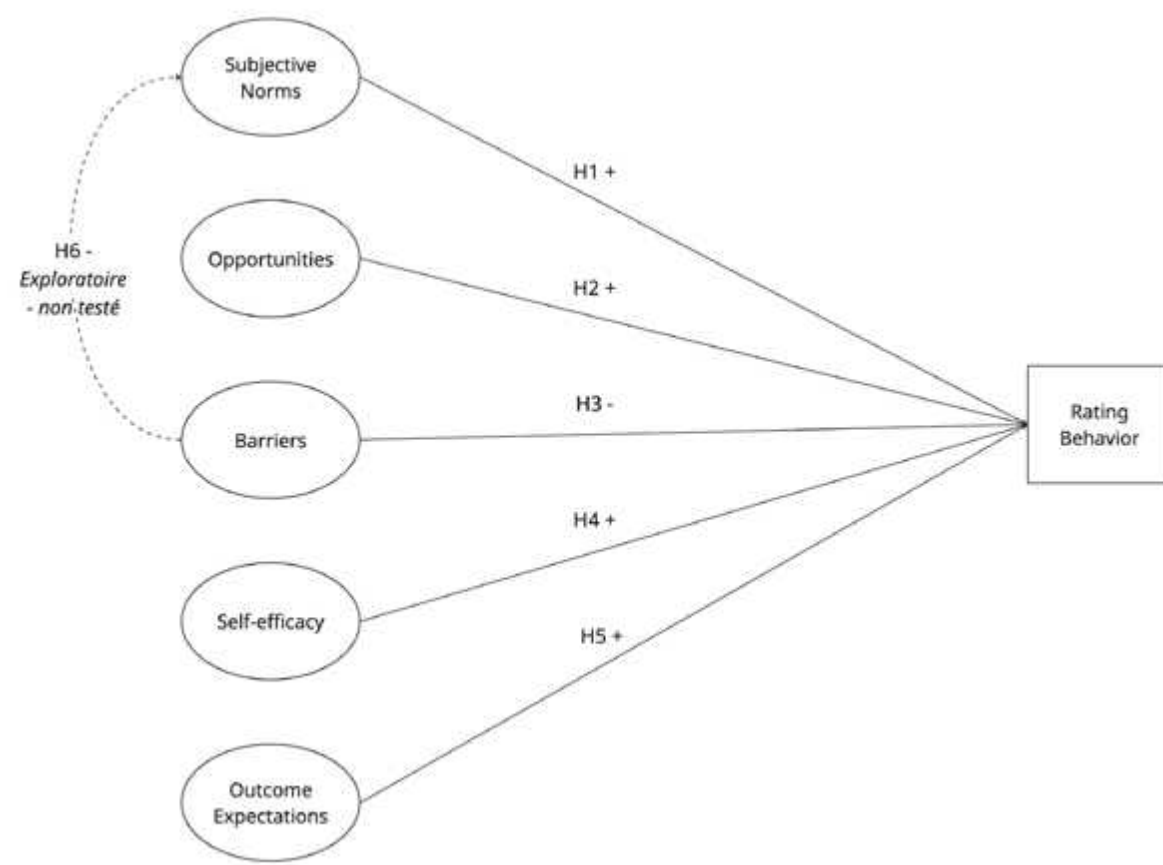 Subjective
Norms
H1 +
Opportunities
H6 -
Exploratoire
- non testé
H2 +
Barriers
H3 -
Rating
Behavior
H4 +
Self-efficacy
H5 +
Outcome
Expectations